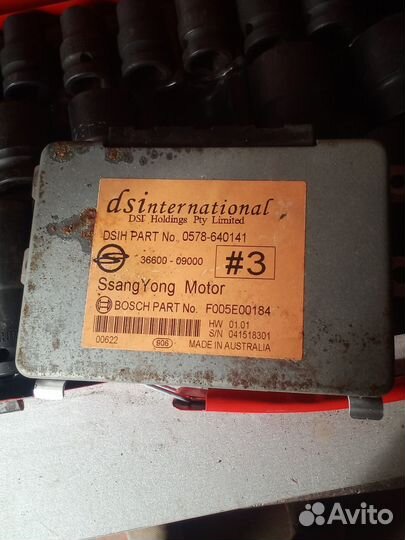 dsinternational
DSI Holdings Pty Limited
DSIH PART No. 0578-640141
36600 - 09000
#3
SsangYong Motor
BOSCH PART No. F005E00184
HW 01.01
S/N 041518301
00622
806
MADE IN AUSTRALIA
Avito